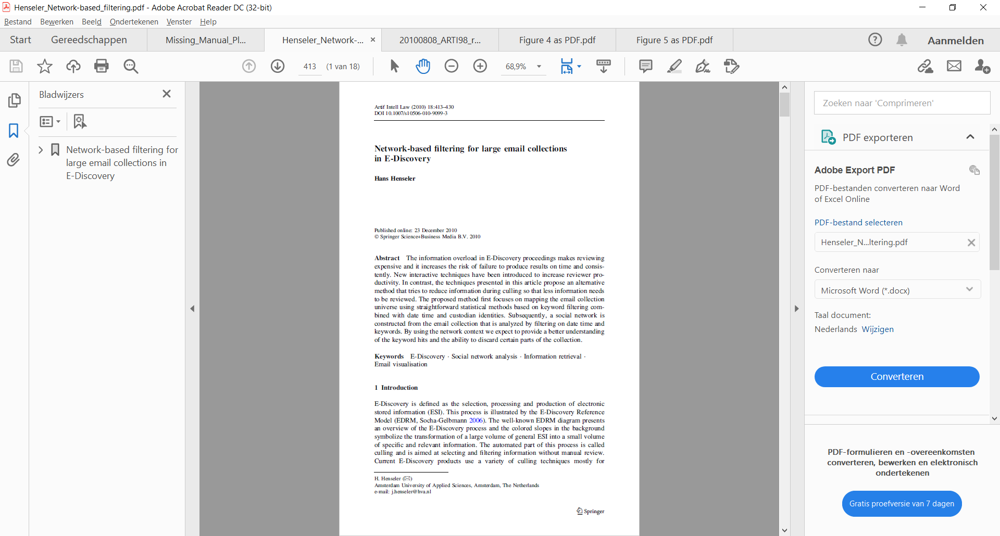 Henseler_Network-based_filtering.pdf - Adobe Acrobat Reader DC (32-bit)
Bestand Bewerken Beeld Ondertekenen Venster Help
Start Gereedschappen Missing_Manual_Pl... Henseler_Network-... 20100808_ARTI98_r... Figure 4 as PDF.pdf Figure 5 as PDF.pdf Aanmelden
413 (1 van 18) 68,9%
Bladwijzers
Network-based filtering for
large email collections in
E-Discovery
Artif Intell Law (2010) 18:413–430
DOI 10.1007/s10506-010-9099-3
Network-based filtering for large email collections
in E-Discovery
Hans Henseler
Published online: 23 December 2010
© Springer Science+Business Media B.V. 2010
Abstract The information overload in E-Discovery proceedings makes reviewing
expensive and it increases the risk of failure to produce results on time and consis-
tently. New interactive techniques have been introduced to increase reviewer pro-
ductivity. In contrast, the techniques presented in this article propose an alternative
method that tries to reduce information during culling so that less information needs
to be reviewed. The proposed method first focuses on mapping the email collection
universe using straightforward statistical methods based on keyword filtering com-
bined with date time and custodian identities. Subsequently, a social network is
constructed from the email collection that is analyzed by filtering on date time and
keywords. By using the network context we expect to provide a better understanding
of the keyword hits and the ability to discard certain parts of the collection.
Keywords E-Discovery · Social network analysis · Information retrieval ·
Email visualisation
1 Introduction
E-Discovery is defined as the selection, processing and production of electronic
stored information (ESI). This process is illustrated by the E-Discovery Reference
Model (EDRM, Socha-Gelbmann 2006). The well-known EDRM diagram presents
an overview of the E-Discovery process and the colored slopes in the background
symbolize the transformation of a large volume of general ESI into a small volume
of specific and relevant information. The automated part of this process is called
culling and is aimed at selecting and filtering information without manual review.
Current E-Discovery products use a variety of culling techniques mostly for
H. Henseler (✉)
Amsterdam University of Applied Sciences, Amsterdam, The Netherlands
e-mail: j.henseler@hva.nl
Springer
Zoeken naar 'Comprimeren'
PDF exporteren
Adobe Export PDF
PDF-bestanden converteren naar Word
of Excel Online
PDF-bestand selecteren
Henseler_N...ltering.pdf
Converteren naar
Microsoft Word (*.docx)
Taal document:
Nederlands Wijzigen
Converteren
PDF-formulieren en -overeenkomsten
converteren, bewerken en elektronisch
ondertekenen
Gratis proefversie van 7 dagen